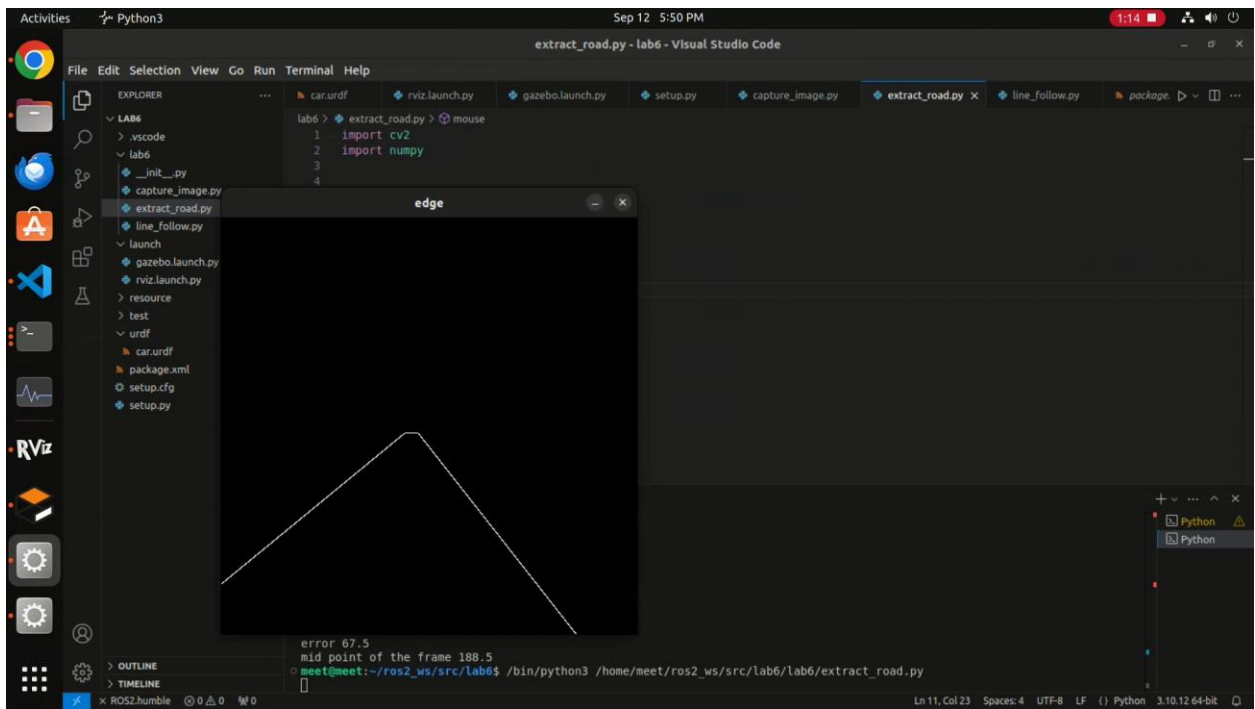 Activities Python3 Sep 12 5:50 PM 1:14
extract_road.py - lab6 - Visual Studio Code
File Edit Selection View Go Run Terminal Help
EXPLORER ... car.urdf rviz.launch.py gazebo.launch.py setup.py capture_image.py extract_road.py line_follow.py package. ...
LAB6
lab6 > extract_road.py > mouse
.vscode
1 import cv2
lab6
2 import numpy
__init__.py
3
capture_image.py
4
extract_road.py
edge
line_follow.py
launch
gazebo.launch.py
rviz.launch.py
resource
test
urdf
car.urdf
package.xml
setup.cfg
setup.py
RViz
Python
Python
error 67.5
mid point of the frame 188.5
meet@meet:~/ros2_ws/src/lab6$ /bin/python3 /home/meet/ros2_ws/src/lab6/lab6/extract_road.py
OUTLINE
TIMELINE
ROS2.humble 0 0 0 Ln 11, Col 23 Spaces: 4 UTF-8 LF {} Python 3.10.12 64-bit